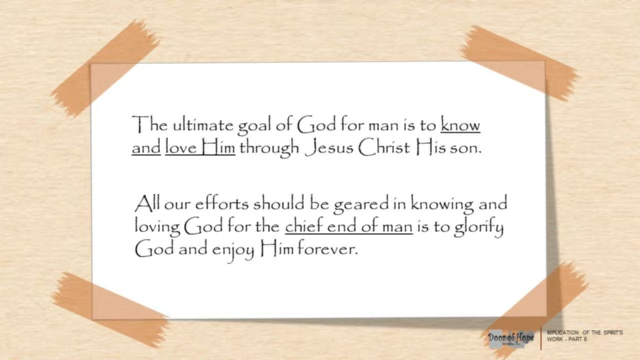 The ultimate goal of God for man is to know
and love Him through Jesus Christ His son.
All our efforts should be geared in knowing and
loving God for the chief end of man is to glorify
God and enjoy Him forever.
Door of Hope
IMPLICATION OF THE SPIRIT'S
WORK - PART 8